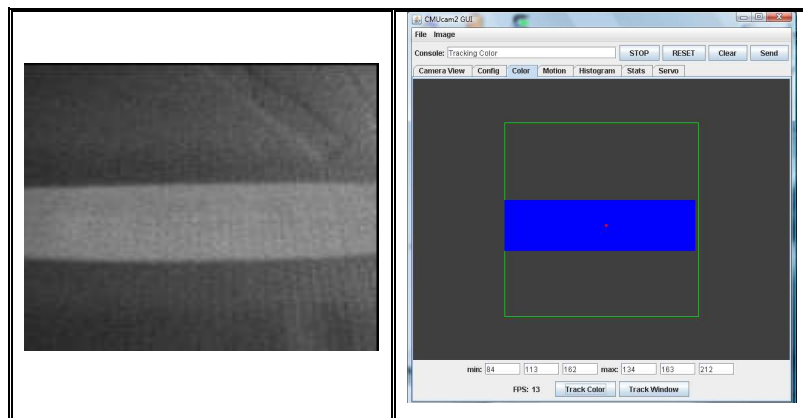 CMUcam2 GUI
File Image
Console: Tracking Color STOP RESET Clear Send
Camera View Config Color Motion Histogram Stats Servo
min: 84 113 162 max: 134 163 212
FPS: 13 Track Color Track Window